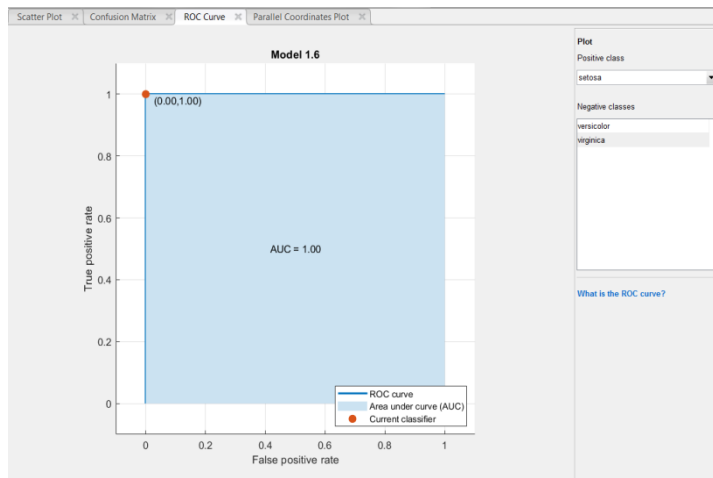 Scatter Plot
Confusion Matrix
ROC Curve
Parallel Coordinates Plot
Model 1.6
(0.00,1.00)
AUC = 1.00
True positive rate
1
0.8
0.6
0.4
0.2
0
0
0.2
0.4
0.6
0.8
1
False positive rate
ROC curve
Area under curve (AUC)
Current classifier
Plot
Positive class
setosa
Negative classes
versicolor
virginica
What is the ROC curve?